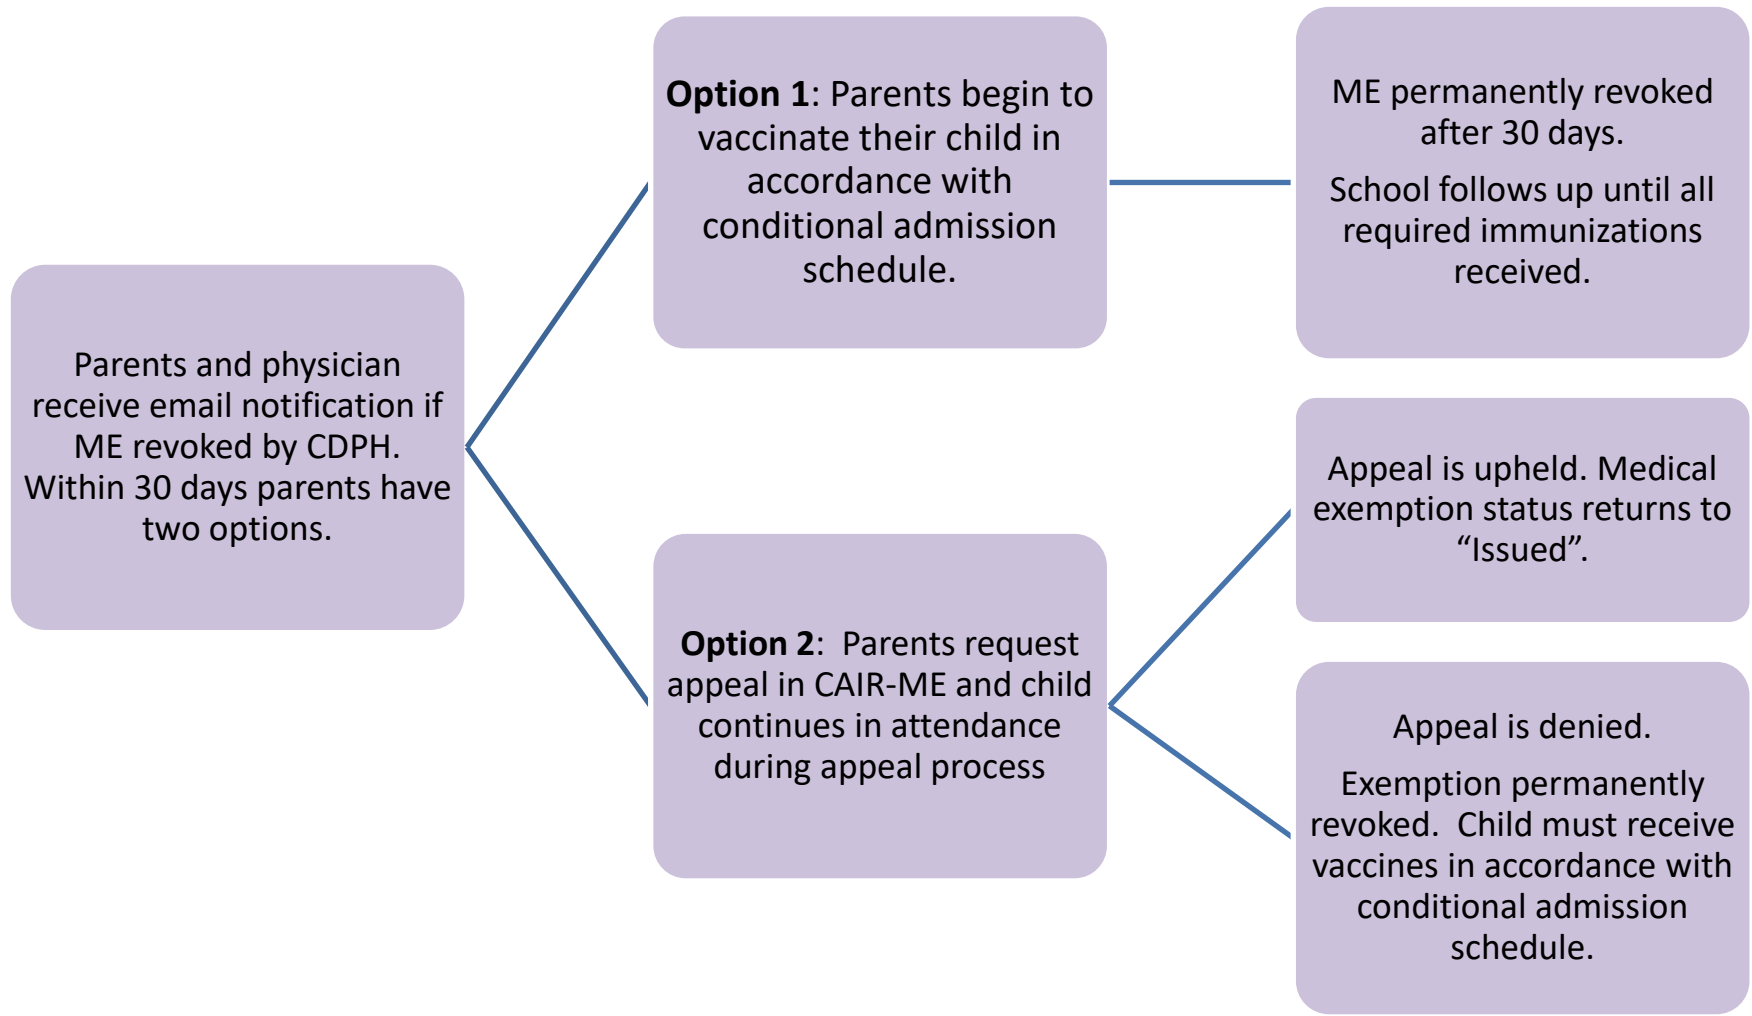 Parents and physician
receive email notification if
ME revoked by CDPH.
Within 30 days parents have
two options.
Option 1: Parents begin to
vaccinate their child in
accordance with
conditional admission
schedule.
ME permanently revoked
after 30 days.
School follows up until all
required immunizations
received.
Option 2:  Parents request
appeal in CAIR-ME and child
continues in attendance
during appeal process
Appeal is upheld. Medical
exemption status returns to
“Issued”.
Appeal is denied.
Exemption permanently
revoked.  Child must receive
vaccines in accordance with
conditional admission
schedule.